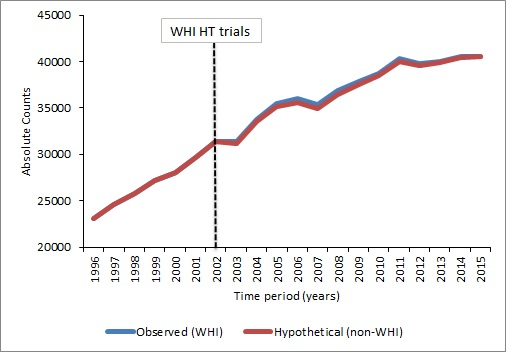 WHI HT trials
45000
40000
35000
30000
25000
20000
Absolute Counts
1996 1997 1998 1999 2000 2001 2002 2003 2004 2005 2006 2007 2008 2009 2010 2011 2012 2013 2014 2015
Time period (years)
Observed (WHI) Hypothetical (non-WHI)